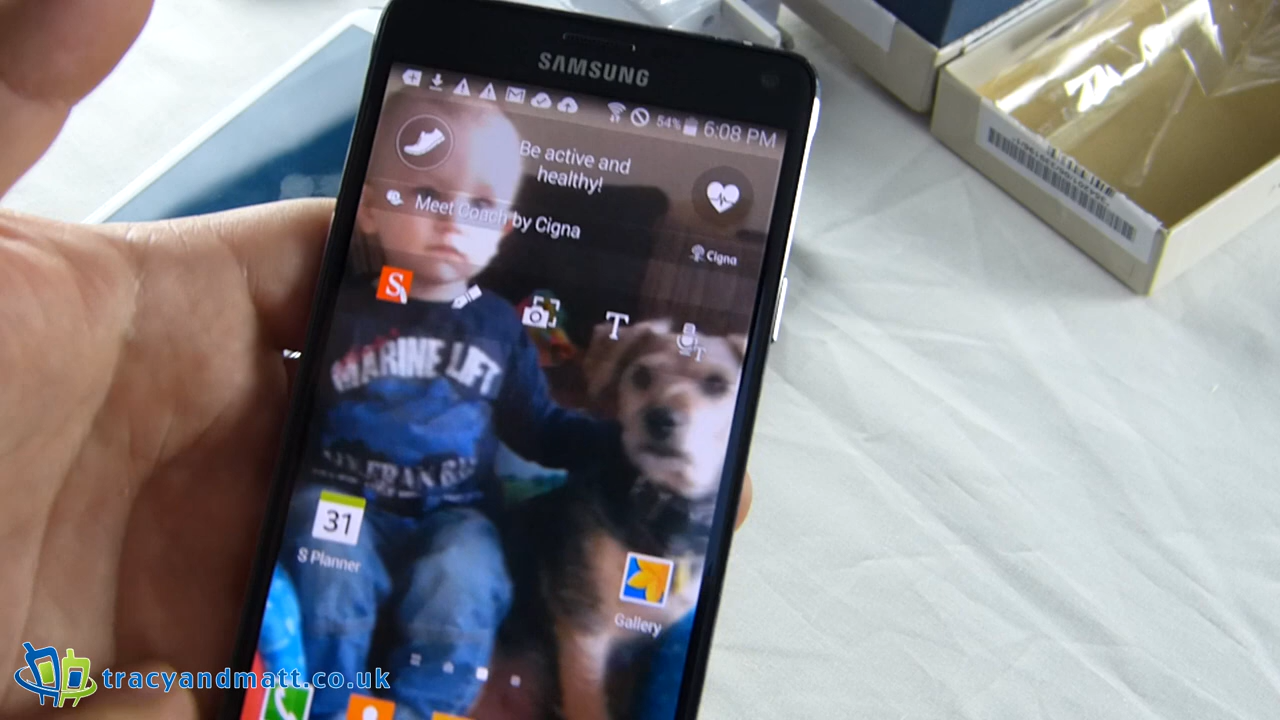 SAMSUNG
54% 6:08 PM
Be active and
healthy!
Meet Coach by Cigna
Cigna
S
T
T
MARINE LIFT
31
S Planner
Gallery
tracyandmatt.co.uk